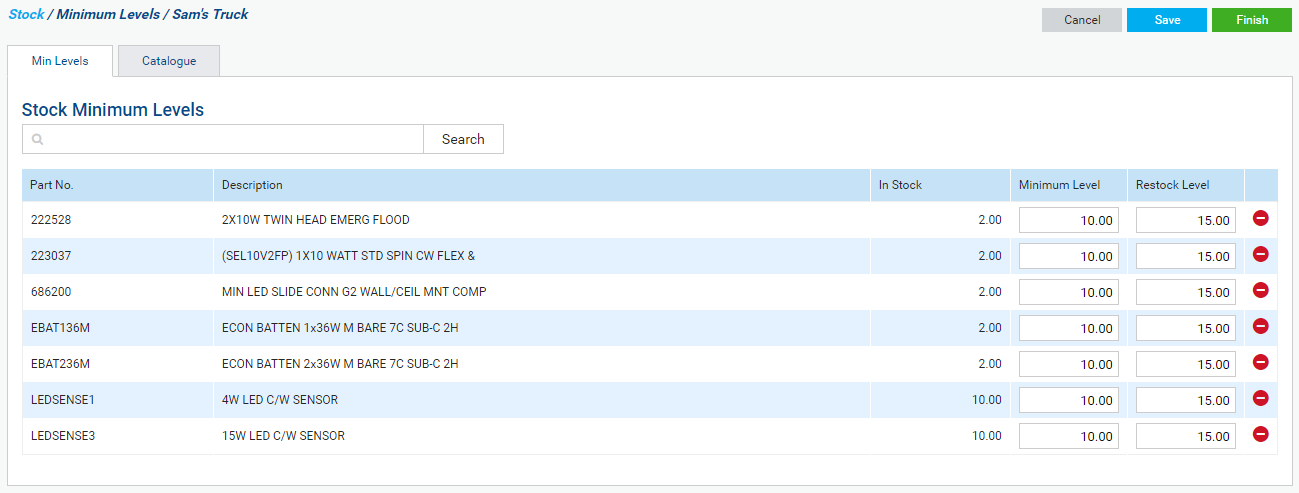 Stock / Minimum Levels / Sam's Truck
Cancel Save Finish
Min Levels Catalogue
Stock Minimum Levels
Search
Part No. Description In Stock Minimum Level Restock Level
222528 2X10W TWIN HEAD EMERG FLOOD 2.00 10.00 15.00
223037 (SEL10V2FP) 1X10 WATT STD SPIN CW FLEX & 2.00 10.00 15.00
686200 MIN LED SLIDE CONN G2 WALL/CEIL MNT COMP 2.00 10.00 15.00
EBAT136M ECON BATTEN 1x36W M BARE 7C SUB-C 2H 2.00 10.00 15.00
EBAT236M ECON BATTEN 2x36W M BARE 7C SUB-C 2H 2.00 10.00 15.00
LEDSENSE1 4W LED C/W SENSOR 10.00 10.00 15.00
LEDSENSE3 15W LED C/W SENSOR 10.00 10.00 15.00